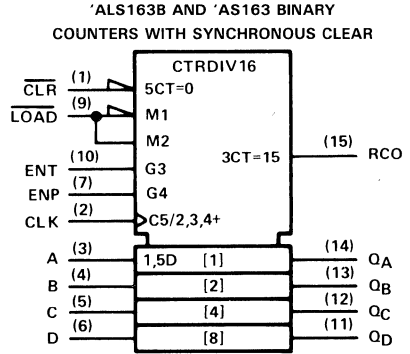 'ALS163B AND 'AS163 BINARY
COUNTERS WITH SYNCHRONOUS CLEAR
CTRDIV16
CLR (1) 5CT=0
LOAD (9) M1
M2
3CT=15 (15) RCO
ENT (10) G3
ENP (7) G4
CLK (2) C5/2,3,4+
A (3) 1,5D [1] (14) QA
B (4) [2] (13) QB
C (5) [4] (12) QC
D (6) [8] (11) QD